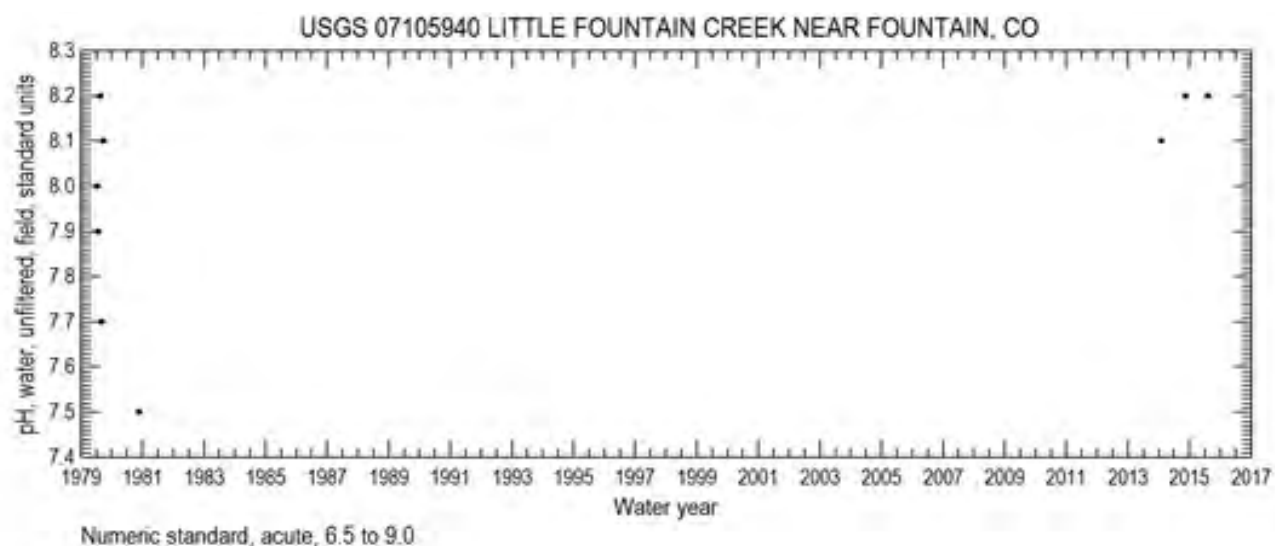 USGS 07105940 LITTLE FOUNTAIN CREEK NEAR FOUNTAIN, CO
pH, water, unfiltered, field, standard units
8.3
8.2
8.1
8.0
7.9
7.8
7.7
7.6
7.5
7.4
1979 1981 1983 1985 1987 1989 1991 1993 1995 1997 1999 2001 2003 2005 2007 2009 2011 2013 2015 2017
Water year
Numeric standard, acute, 6.5 to 9.0